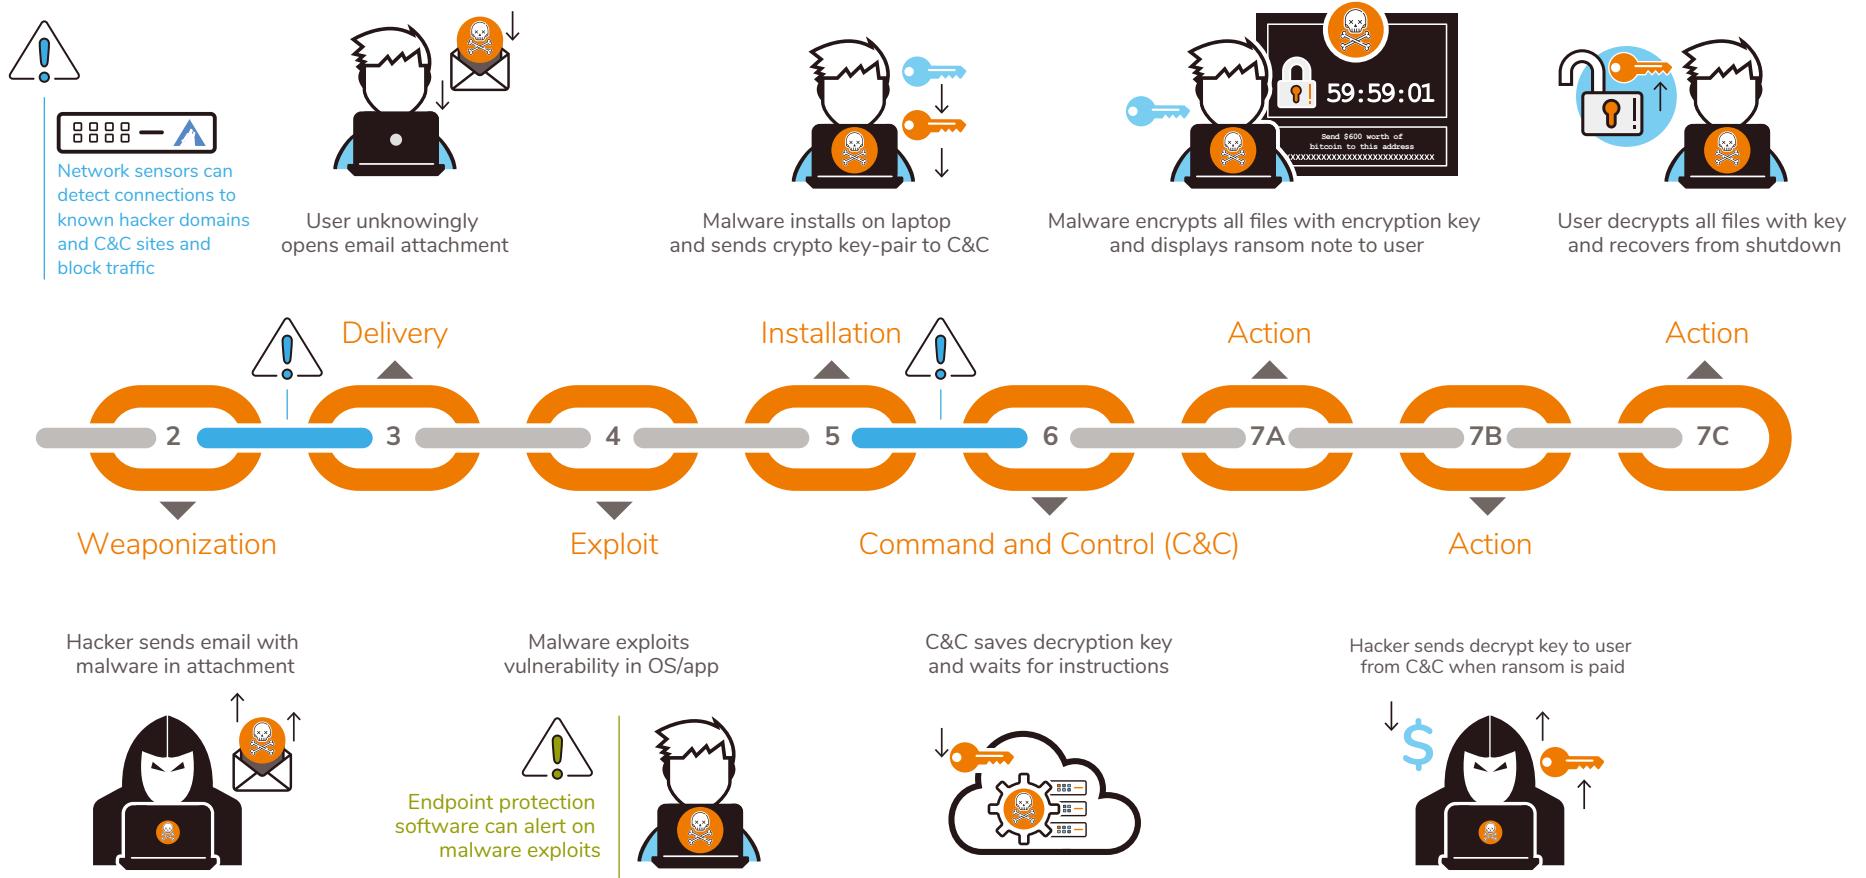 Network sensors can
detect connections to
known hacker domains
and C&C sites and
block traffic
User unknowingly
opens email attachment
Malware installs on laptop
and sends crypto key-pair to C&C
59:59:01
Send $600 worth of
bitcoin to this address
XXXXXXXXXXXXXXXXXXXXXXXXXXXXXX
Malware encrypts all files with encryption key
and displays ransom note to user
User decrypts all files with key
and recovers from shutdown
Delivery
Installation
Action
Action
2
3
4
5
6
7A
7B
7C
Weaponization
Exploit
Command and Control (C&C)
Action
Hacker sends email with
malware in attachment
Malware exploits
vulnerability in OS/app
C&C saves decryption key
and waits for instructions
Hacker sends decrypt key to user
from C&C when ransom is paid
$
Endpoint protection
software can alert on
malware exploits